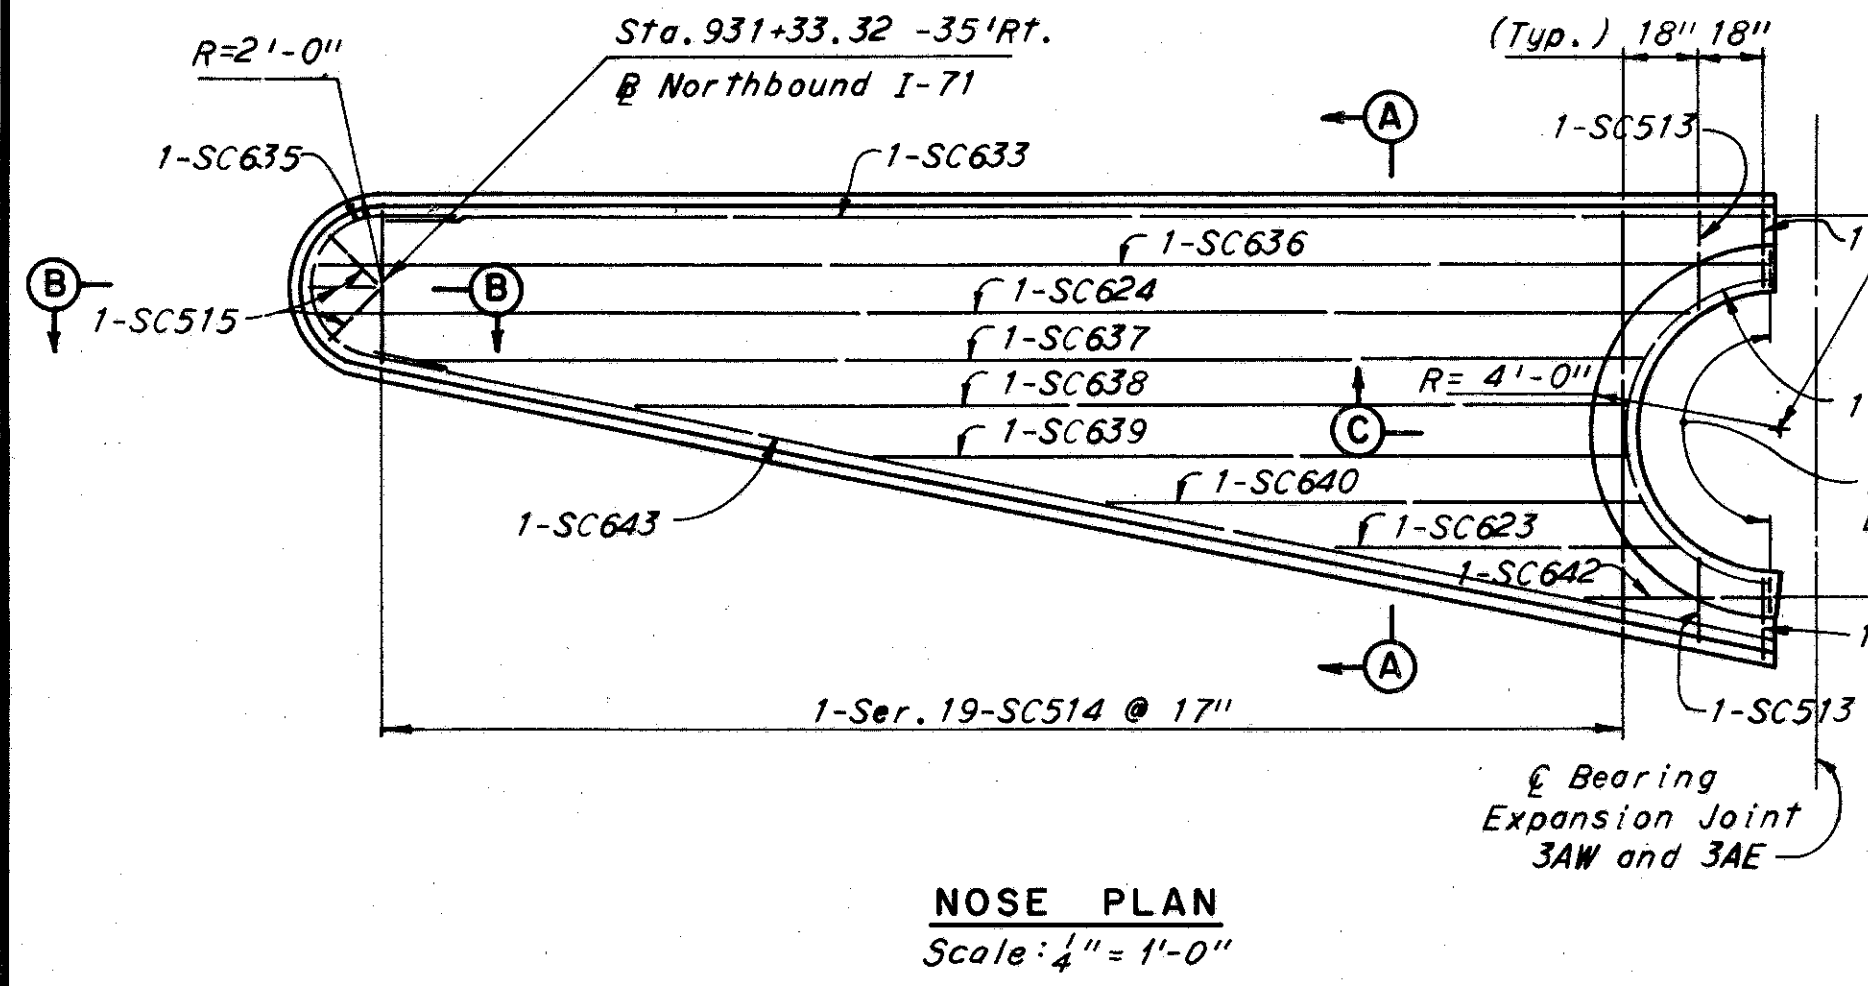 Sta. 931+33.32 -35'Rt.
℄ Northbound I-71
R=2'-0"
(Typ.) 18" 18"
A
1-SC513
1-SC635
1-SC633
1
1-SC636
B
B
1-SC624
1-SC515
1-SC637
R= 4'-0"
1-SC638
1
C
1-SC639
1-SC640
1-SC643
1-SC623
1-SC642
1
A
1-Ser. 19-SC514 @ 17"
1-SC513
℄ Bearing
Expansion Joint
3AW and 3AE
NOSE PLAN
Scale: 1/4" = 1'-0"